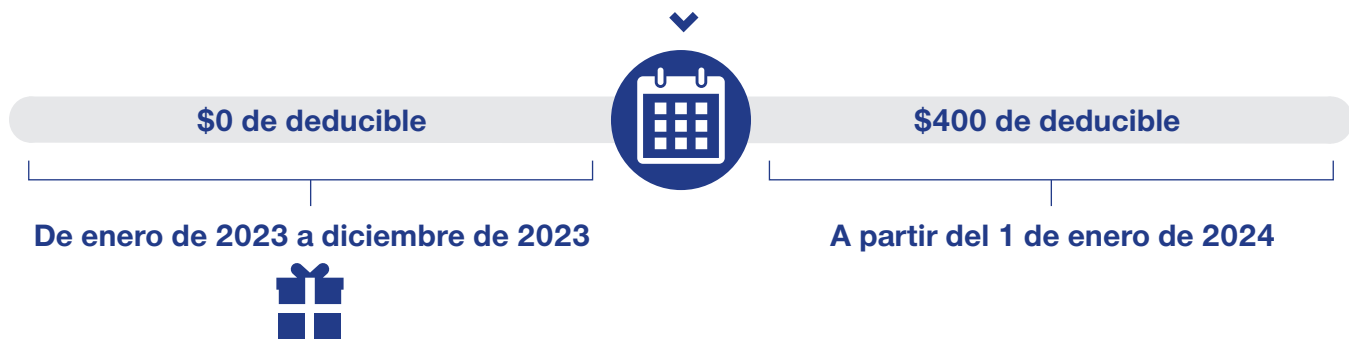 $0 de deducible
$400 de deducible
De enero de 2023 a diciembre de 2023
A partir del 1 de enero de 2024